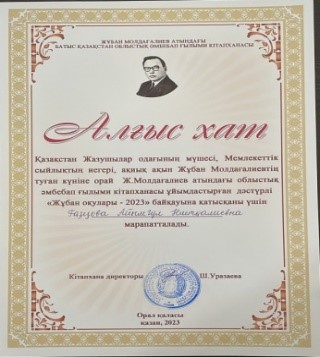 ЖҰБАН МОЛДАҒАЛИЕВ АТЫНДАҒЫ
БАТЫС ҚАЗАҚСТАН ОБЛЫСТЫҚ ӘМБЕБАП ҒЫЛЫМИ КІТАПХАНАСЫ
Алғыс хат
Қазақстан Жазушылар одағының мүшесі, Мемлекеттік
сыйлықтың иегері, ақиық ақын Жұбан Молдағалиевтің
туған күніне орай Ж.Молдағалиев атындағы облыстық
әмбебап ғылыми кітапханасы ұйымдастырған дәстүрлі
«Жұбан оқулары - 2023» байқауына қатысқаны үшін
марапатталады.
Кітапхана директоры Ш.Уразаева
Орал қаласы
қазан, 2023